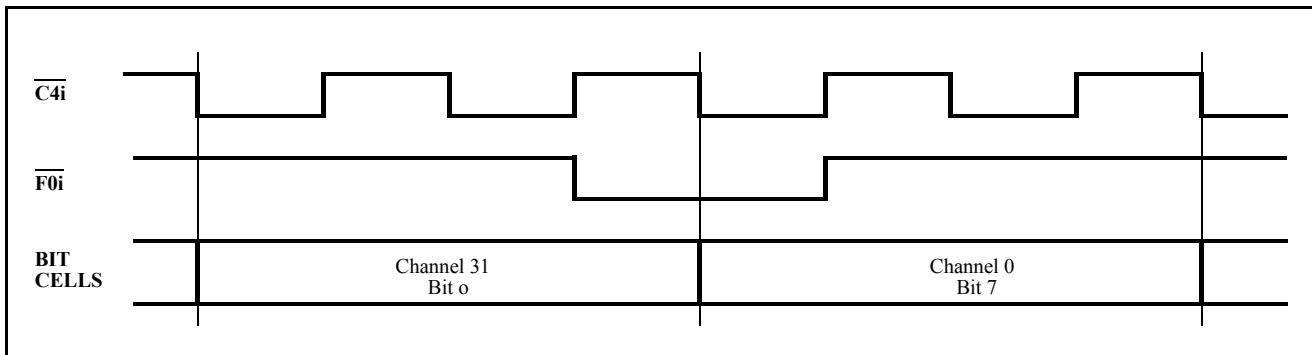 C4i
F0i
BIT
CELLS
Channel 31
Bit o
Channel 0
Bit 7